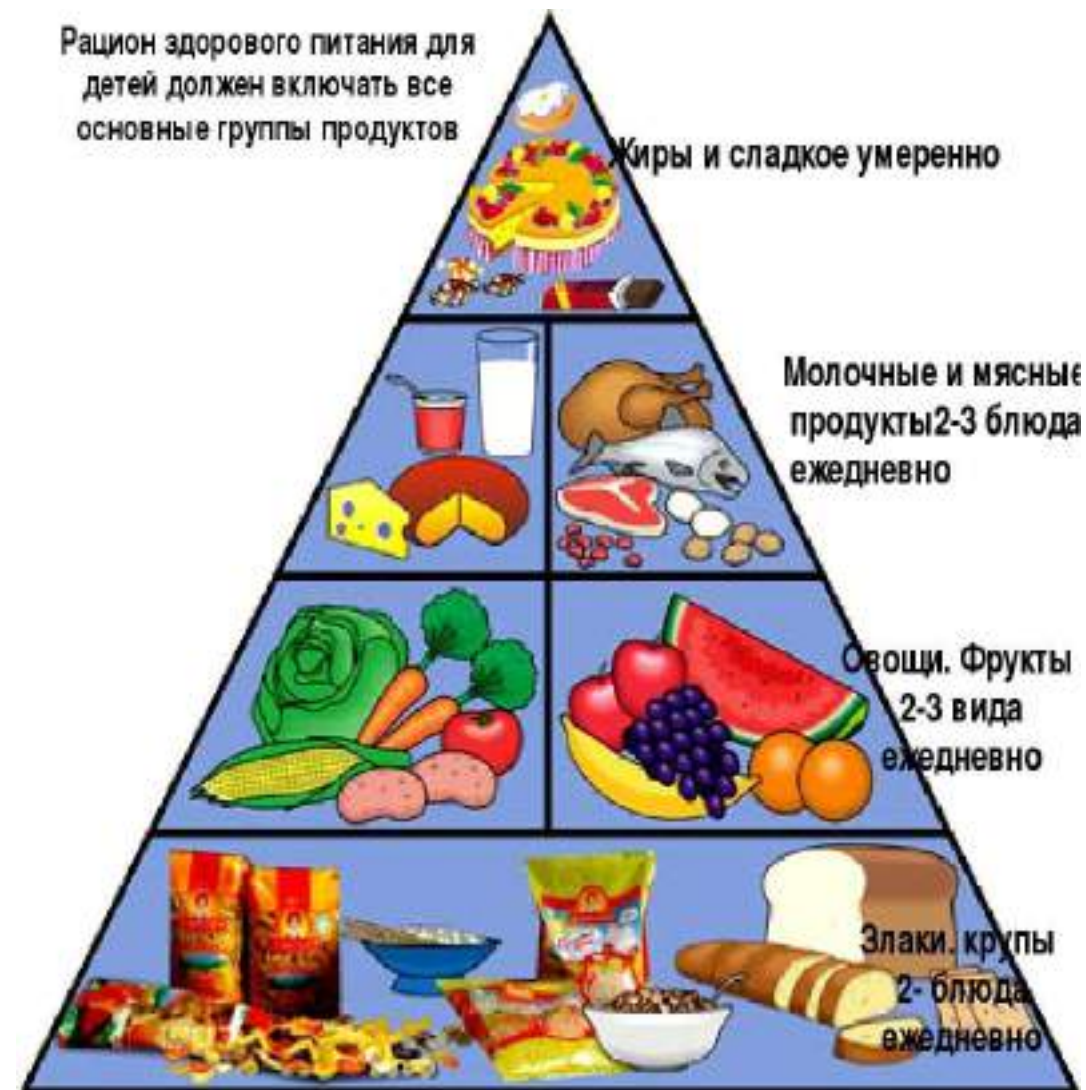 Рацион здорового питания для
детей должен включать все
основные группы продуктов
Жиры и сладкое умеренно
Молочные и мясные
продукты2-3 блюда
ежедневно
Овощи. Фрукты
2-3 вида
ежедневно
Злаки. крупы
2- блюда
ежедневно